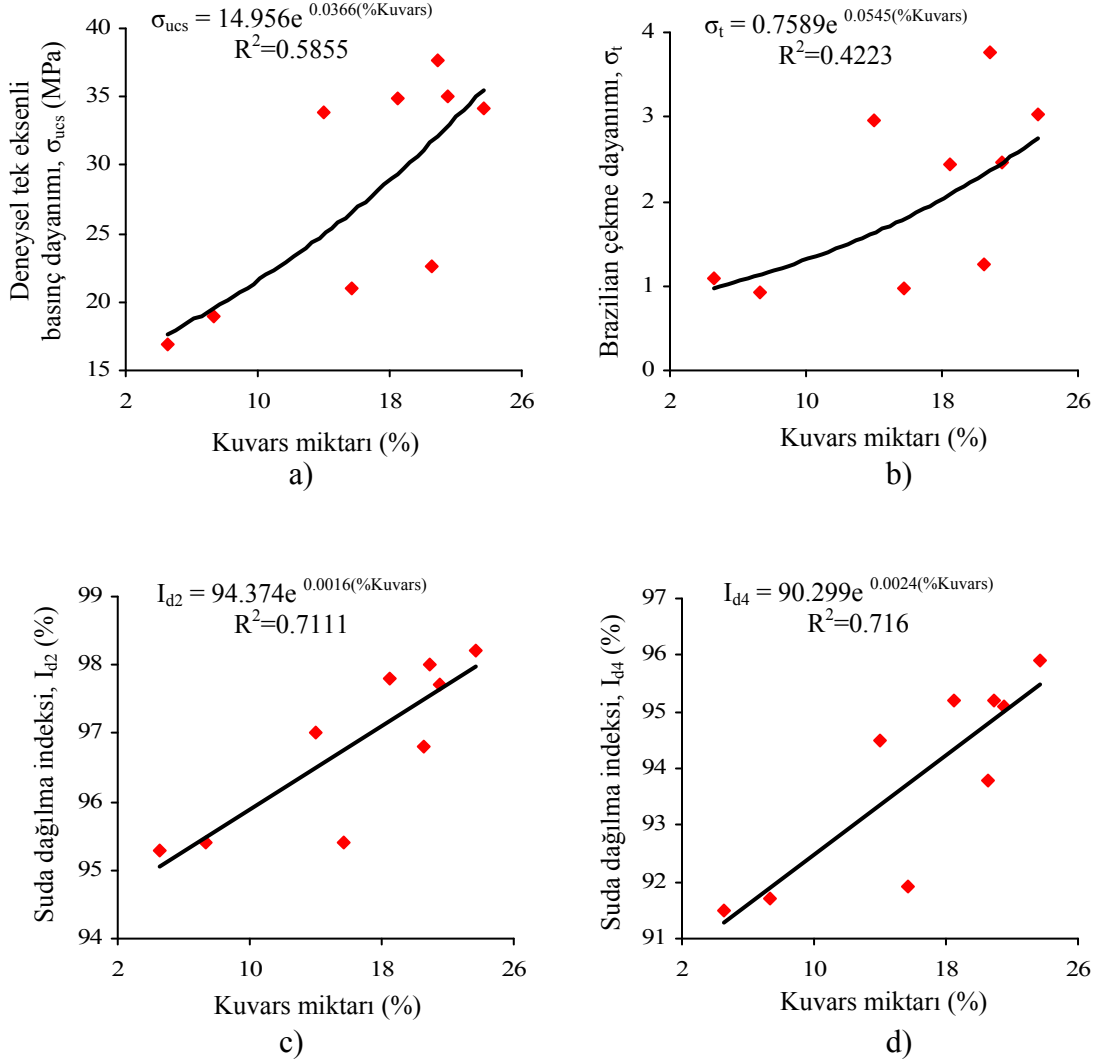 σucs = 14.956e 0.0366(%Kuvars)
R2=0.5855
Deneysel tek eksenli
basınç dayanımı, σucs (MPa)
40
35
30
25
20
15
2 10 18 26
Kuvars miktarı (%)
a)
σt = 0.7589e 0.0545(%Kuvars)
R2=0.4223
Brazilian çekme dayanımı, σt
4
3
2
1
0
2 10 18 26
Kuvars miktarı (%)
b)
Id2 = 94.374e 0.0016(%Kuvars)
R2=0.7111
Suda dağılma indeksi, Id2 (%)
99
98
97
96
95
94
2 10 18 26
Kuvars miktarı (%)
c)
Id4 = 90.299e 0.0024(%Kuvars)
R2=0.716
Suda dağılma indeksi, Id4 (%)
97
96
95
94
93
92
91
2 10 18 26
Kuvars miktarı (%)
d)